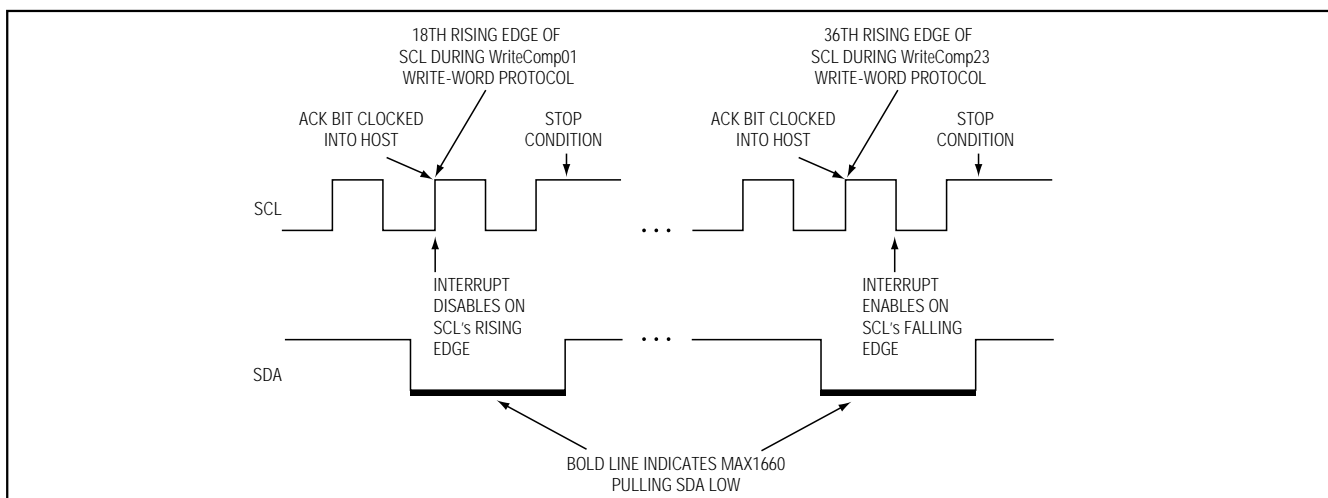 18TH RISING EDGE OF
SCL DURING WriteComp01
WRITE-WORD PROTOCOL
36TH RISING EDGE OF
SCL DURING WriteComp23
WRITE-WORD PROTOCOL
ACK BIT CLOCKED
INTO HOST
STOP
CONDITION
ACK BIT CLOCKED
INTO HOST
STOP
CONDITION
SCL
...
INTERRUPT
DISABLES ON
SCL's RISING
EDGE
INTERRUPT
ENABLES ON
SCL's FALLING
EDGE
...
SDA
BOLD LINE INDICATES MAX1660
PULLING SDA LOW